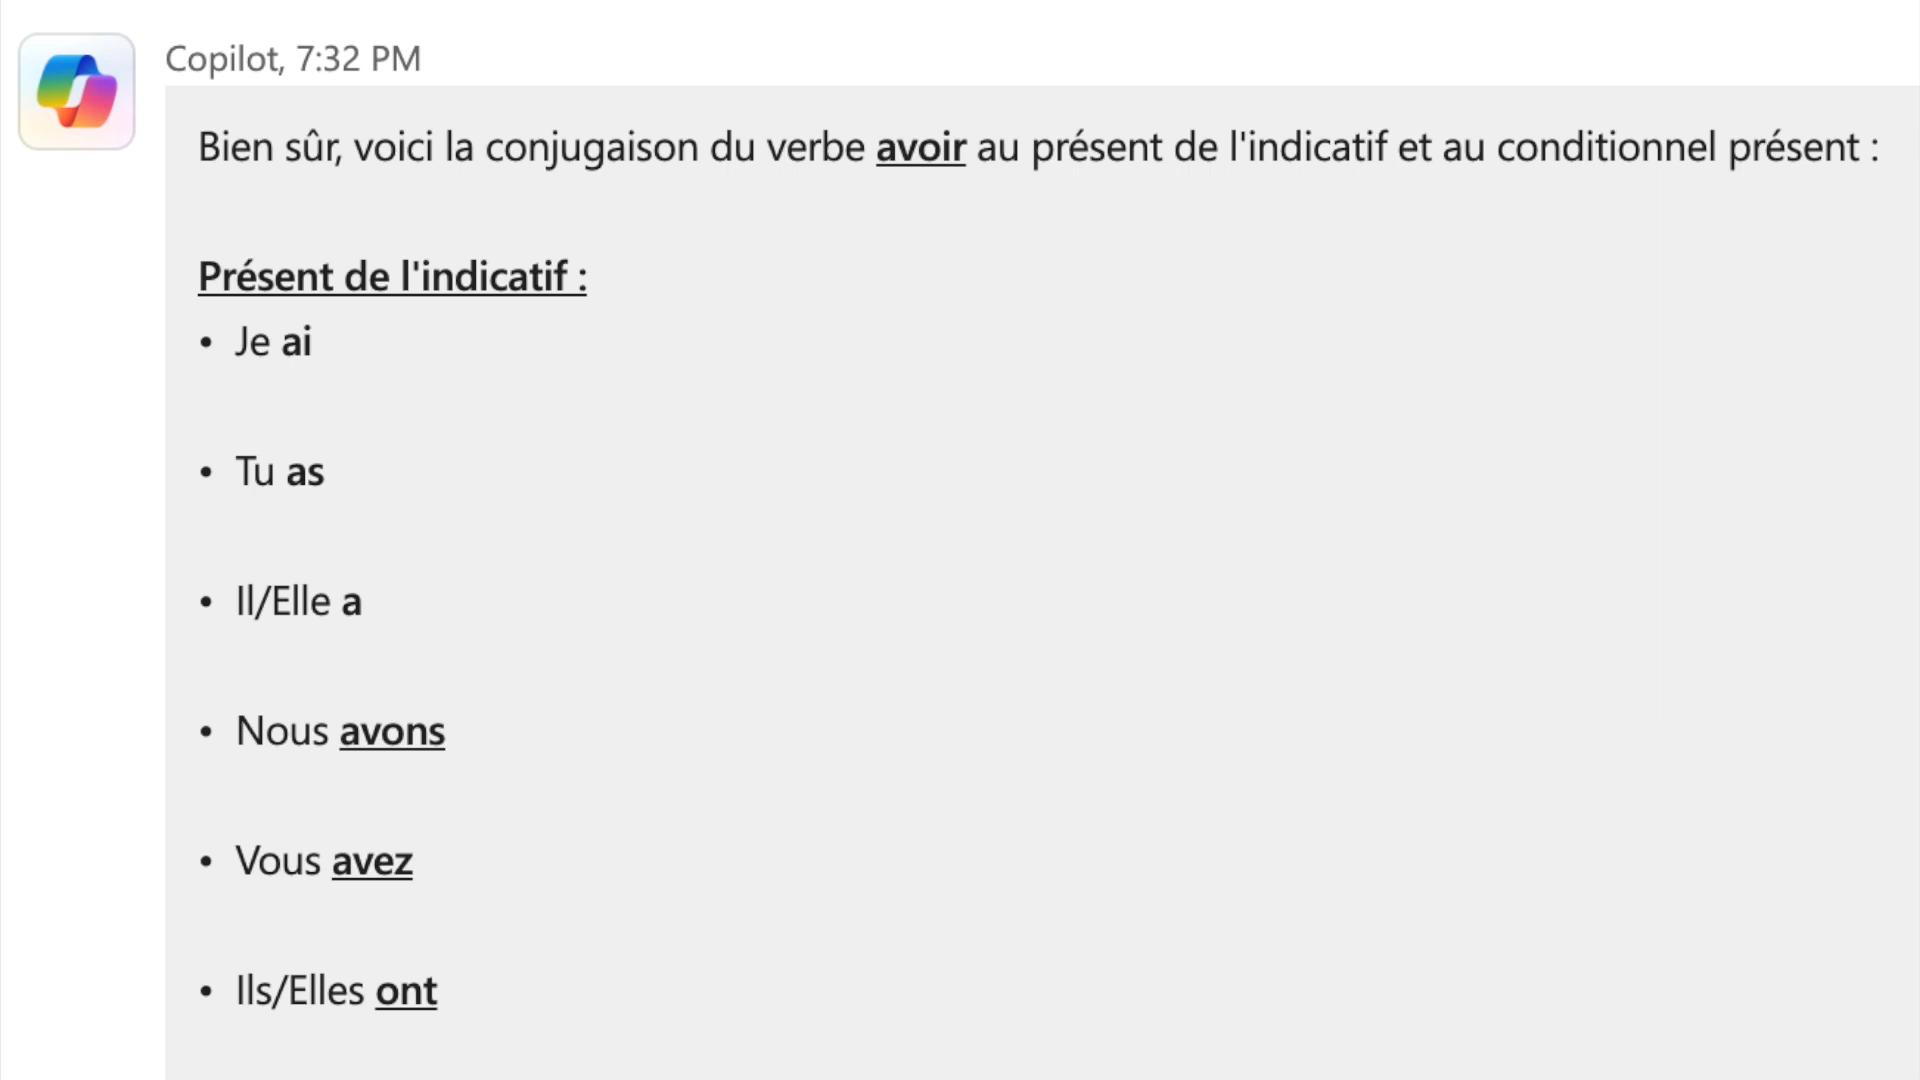 Copilot, 7:32 PM
Bien sûr, voici la conjugaison du verbe avoir au présent de l'indicatif et au conditionnel présent :
Présent de l'indicatif :
• Je ai
• Tu as
• Il/Elle a
• Nous avons
• Vous avez
• Ils/Elles ont